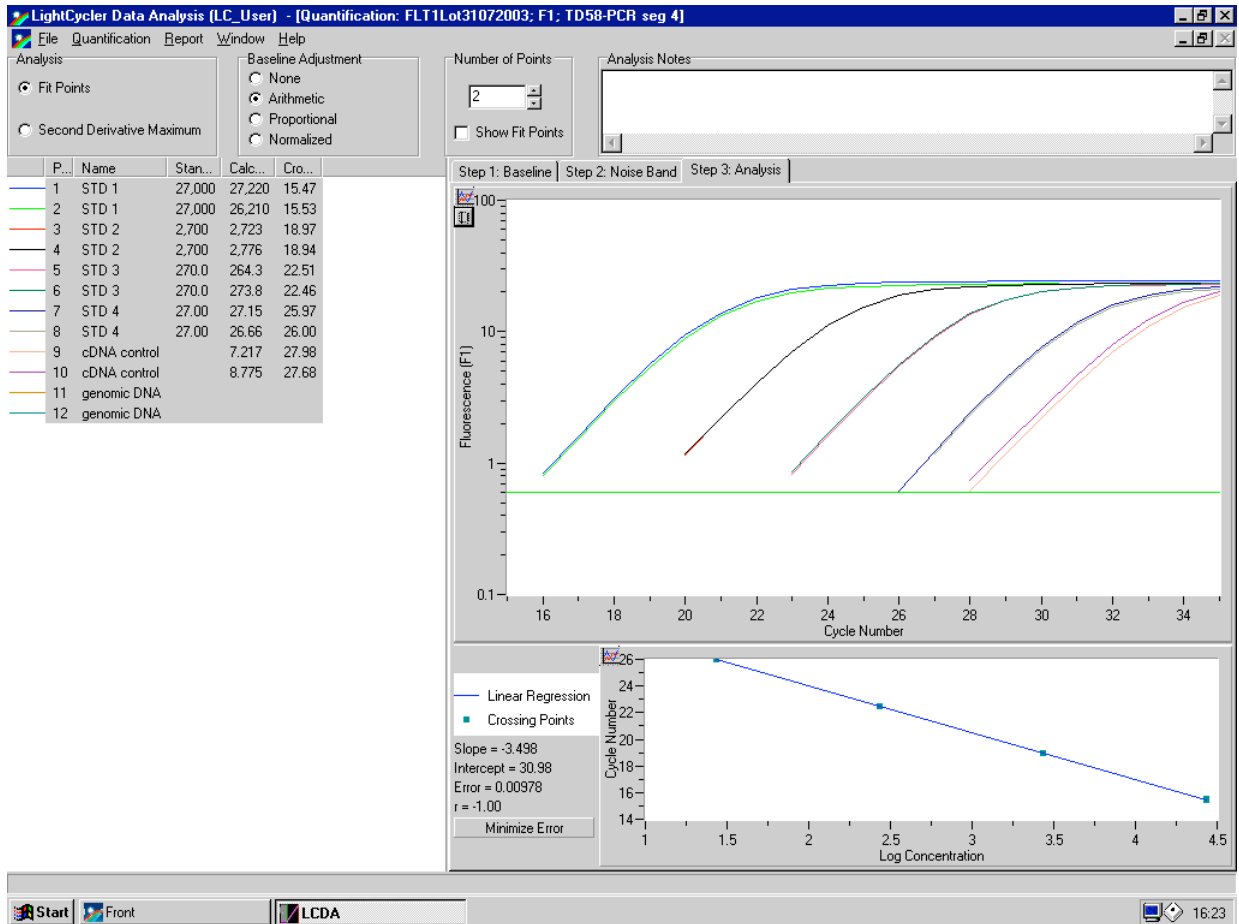 LightCycler Data Analysis (LC_User) - [Quantification: FLT1Lot31072003; F1; TD58-PCR seg 4]
File Quantification Report Window Help
Analysis
Fit Points
Second Derivative Maximum
Baseline Adjustment
None
Arithmetic
Proportional
Normalized
Number of Points
2
Show Fit Points
Analysis Notes
P... Name Stan... Calc... Cro...
1 STD 1 27,000 27,220 15.47
2 STD 1 27,000 26,210 15.53
3 STD 2 2,700 2,723 18.97
4 STD 2 2,700 2,776 18.94
5 STD 3 270.0 264.3 22.51
6 STD 3 270.0 273.8 22.46
7 STD 4 27.00 27.15 25.97
8 STD 4 27.00 26.66 26.00
9 cDNA control 7.217 27.98
10 cDNA control 8.775 27.68
11 genomic DNA
12 genomic DNA
Step 1: Baseline Step 2: Noise Band Step 3: Analysis
100
10
1
0.1
Fluorescence (F1)
16 18 20 22 24 26 28 30 32 34
Cycle Number
Linear Regression
Crossing Points
Slope = -3.498
Intercept = 30.98
Error = 0.00978
r = -1.00
Minimize Error
26
24
22
20
18
16
14
Cycle Number
1 1.5 2 2.5 3 3.5 4 4.5
Log Concentration
Start Front LCDA 16:23